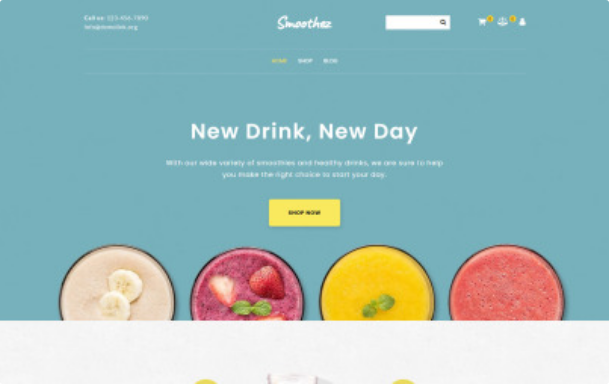 Call us: 123-456-7890
info@smoothie.org
Smoothez
HOME SHOP BLOG
New Drink, New Day
With our wide variety of smoothies and healthy drinks, we are sure to help
you make the right choice to start your day.
SHOP NOW